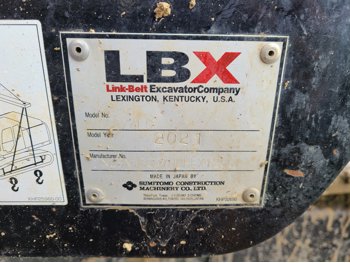 LBX
Link-Belt Excavator Company
LEXINGTON, KENTUCKY, U.S.A.
Model No.
Model Year 2021
Manufacturer No.
MADE IN JAPAN BY
SUMITOMO CONSTRUCTION
MACHINERY CO., LTD.